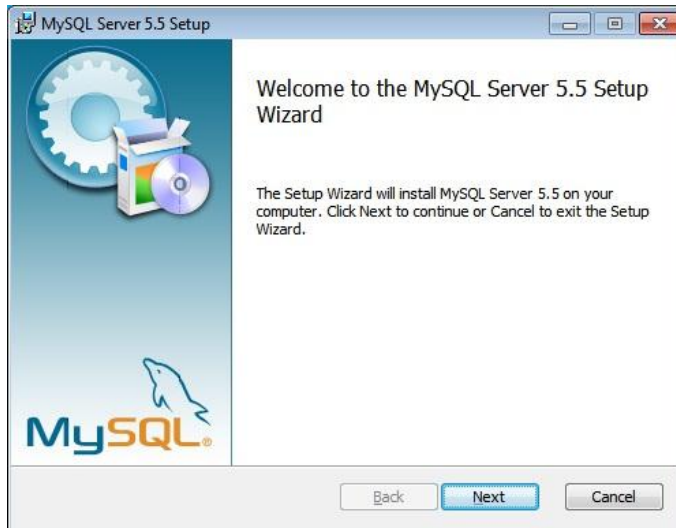 MySQL Server 5.5 Setup
Welcome to the MySQL Server 5.5 Setup
Wizard
The Setup Wizard will install MySQL Server 5.5 on your
computer. Click Next to continue or Cancel to exit the Setup
Wizard.
MySQL®
Back Next Cancel